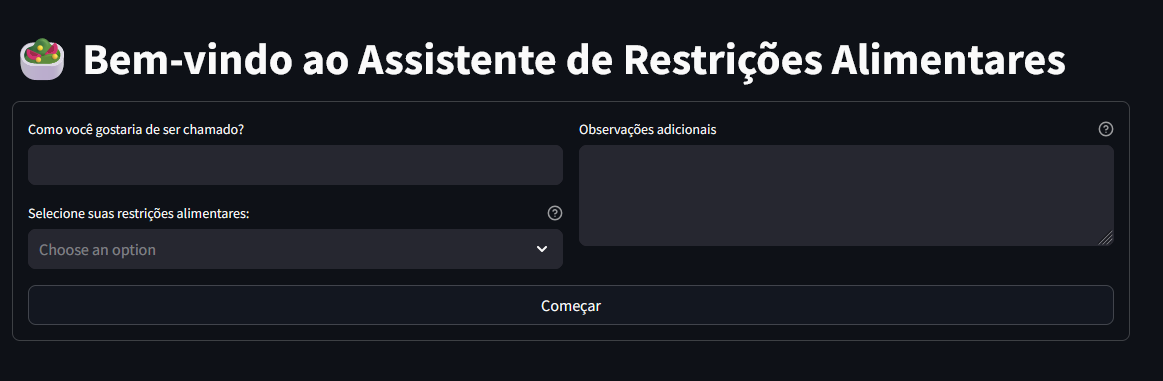 Bem-vindo ao Assistente de Restrições Alimentares
Como você gostaria de ser chamado?
Selecione suas restrições alimentares:
Choose an option
Observações adicionais
Começar